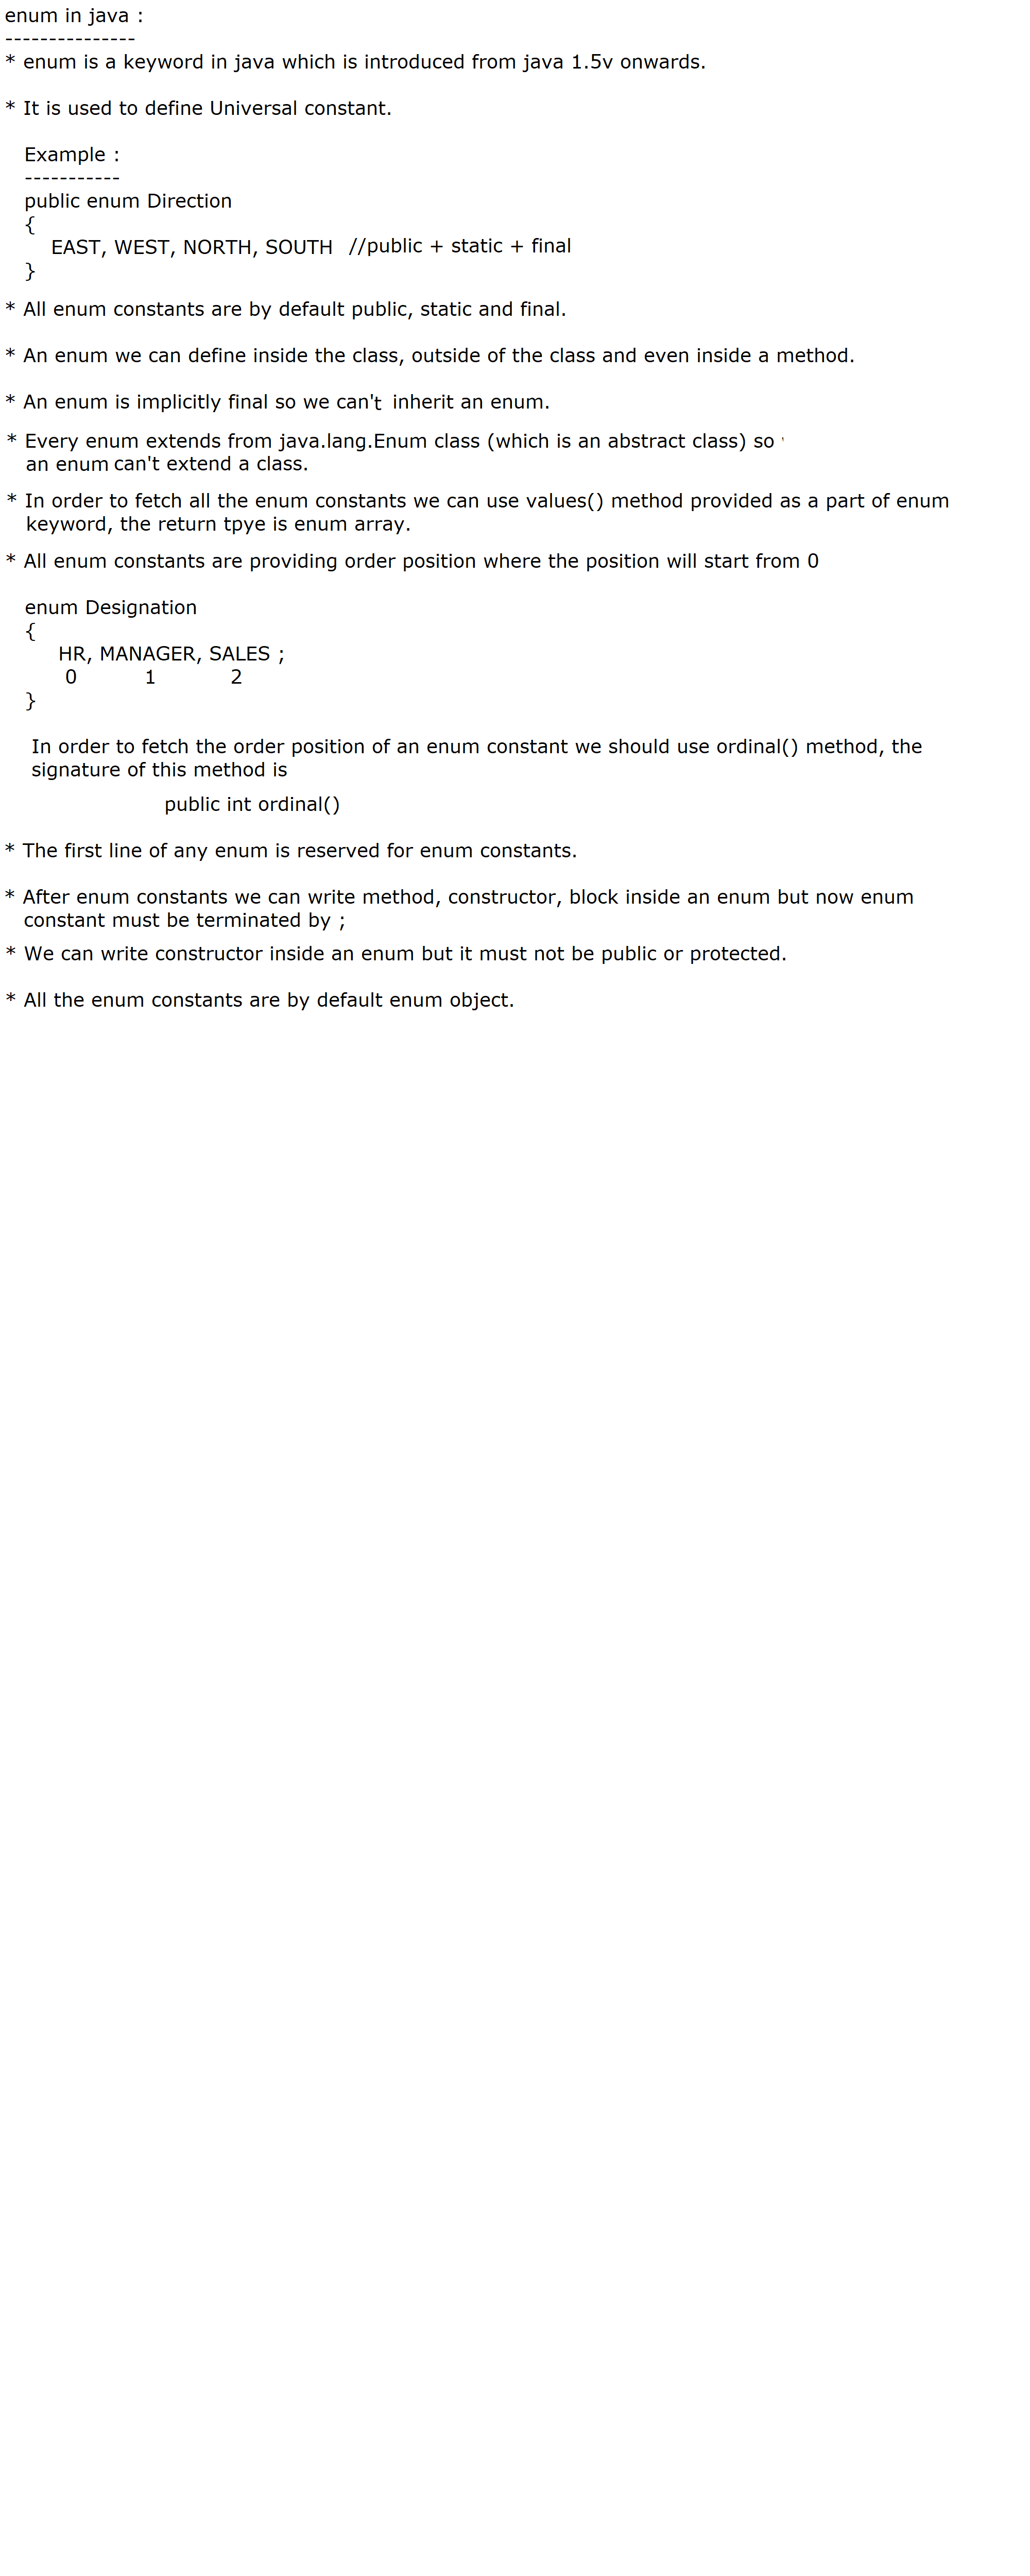 enum in java :
---------------
* enum is a keyword in java which is introduced from java 1.5v onwards.
* It is used to define Universal constant.
Example :
-----------
public enum Direction
{
EAST, WEST, NORTH, SOUTH //public + static + final
}
* All enum constants are by default public, static and final.
* An enum we can define inside the class, outside of the class and even inside a method.
* An enum is implicitly final so we can't inherit an enum.
* Every enum extends from java.lang.Enum class (which is an abstract class) so
an enum can't extend a class.
* In order to fetch all the enum constants we can use values() method provided as a part of enum
keyword, the return tpye is enum array.
* All enum constants are providing order position where the position will start from 0
enum Designation
{
HR, MANAGER, SALES ;
0 1 2
}
In order to fetch the order position of an enum constant we should use ordinal() method, the
signature of this method is
public int ordinal()
* The first line of any enum is reserved for enum constants.
* After enum constants we can write method, constructor, block inside an enum but now enum
constant must be terminated by ;
* We can write constructor inside an enum but it must not be public or protected.
* All the enum constants are by default enum object.